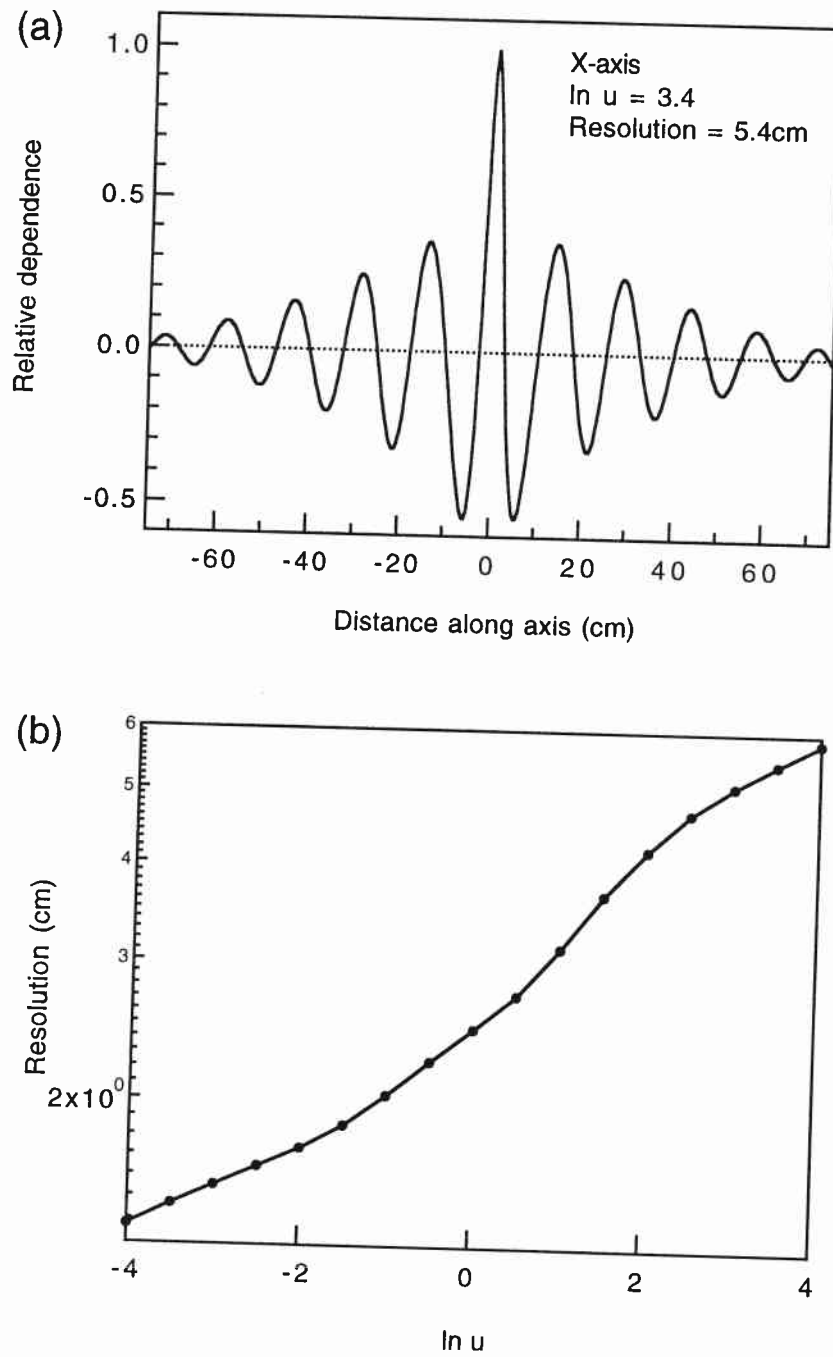 (a)
1.0
0.5
0.0
-0.5
Relative dependence
X-axis
ln u = 3.4
Resolution = 5.4cm
-60 -40 -20 0 20 40 60
Distance along axis (cm)
(b)
6
5
4
3
2x10⁰
Resolution (cm)
-4 -2 0 2 4
ln u